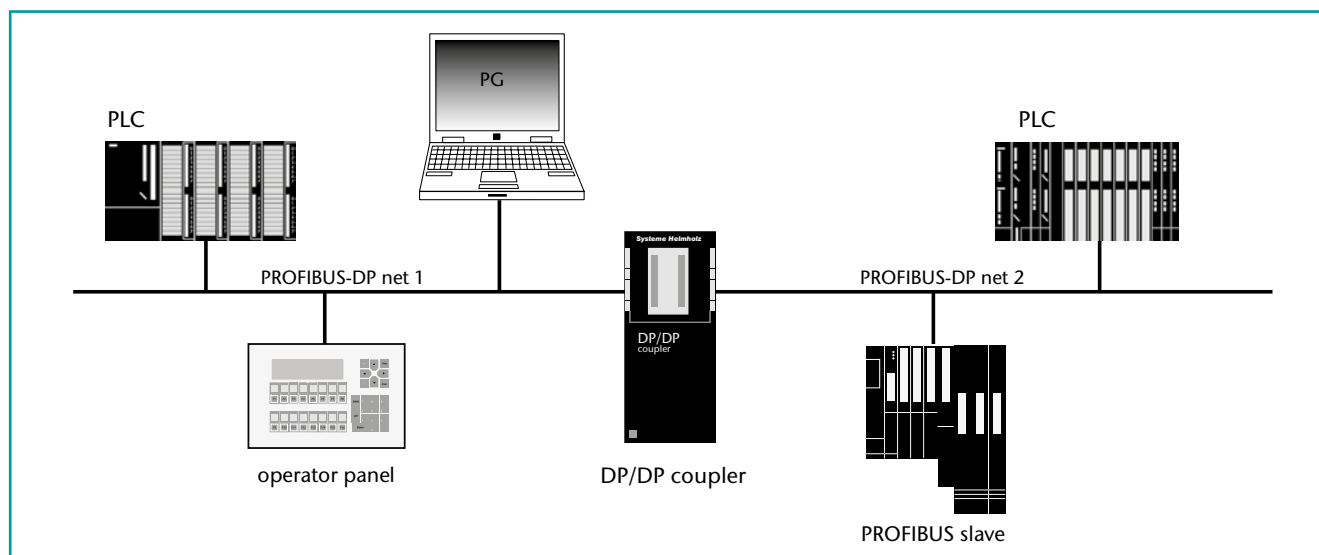 PG
PLC
PLC
Systeme Helmholz
PROFIBUS-DP net 1
PROFIBUS-DP net 2
DP/DP
coupler
operator panel
DP/DP coupler
PROFIBUS slave